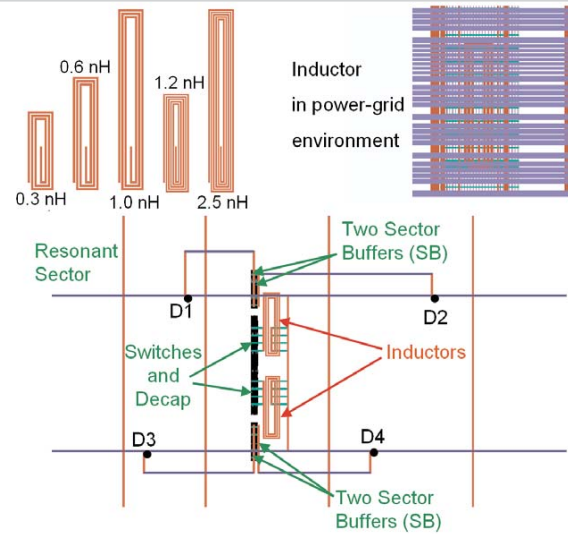 0.6 nH
1.2 nH
0.3 nH
1.0 nH
2.5 nH
Inductor
in power-grid
environment
Resonant
Sector
Two Sector
Buffers (SB)
D1
D2
Switches
and
Decap
Inductors
D3
D4
Two Sector
Buffers (SB)